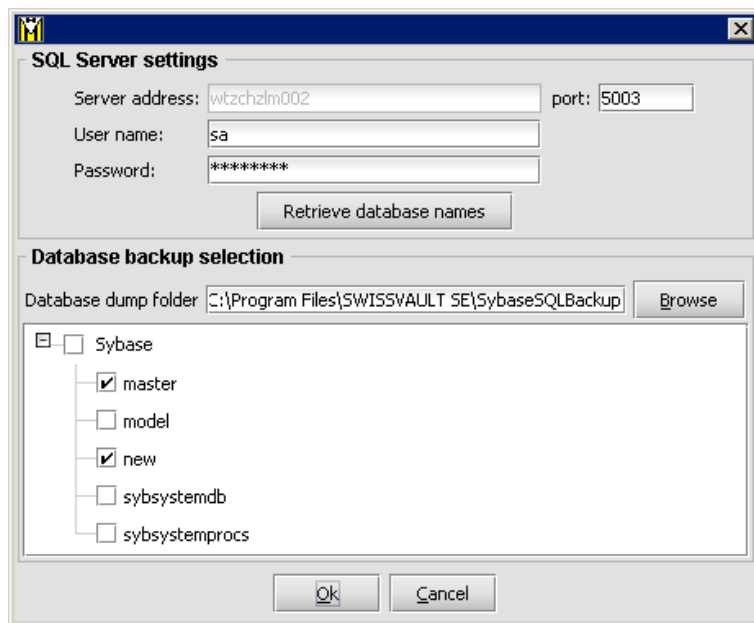 SQL Server settings
Server address: wtzchzlm002 port: 5003
User name: sa
Password: ********
Retrieve database names
Database backup selection
Database dump folder C:\Program Files\SWISSVAULT SE\SybaseSQLBackup Browse
Sybase
master
model
new
sybsystemdb
sybsystemprocs
Ok Cancel